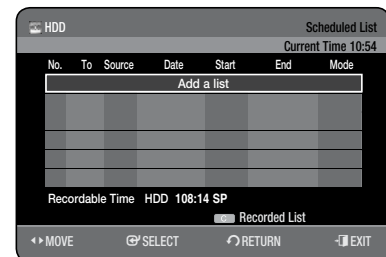 HDD Scheduled List
Current Time 10:54
No. To Source Date Start End Mode
Add a list
Recordable Time HDD 108:14 SP
C Recorded List
MOVE SELECT RETURN EXIT